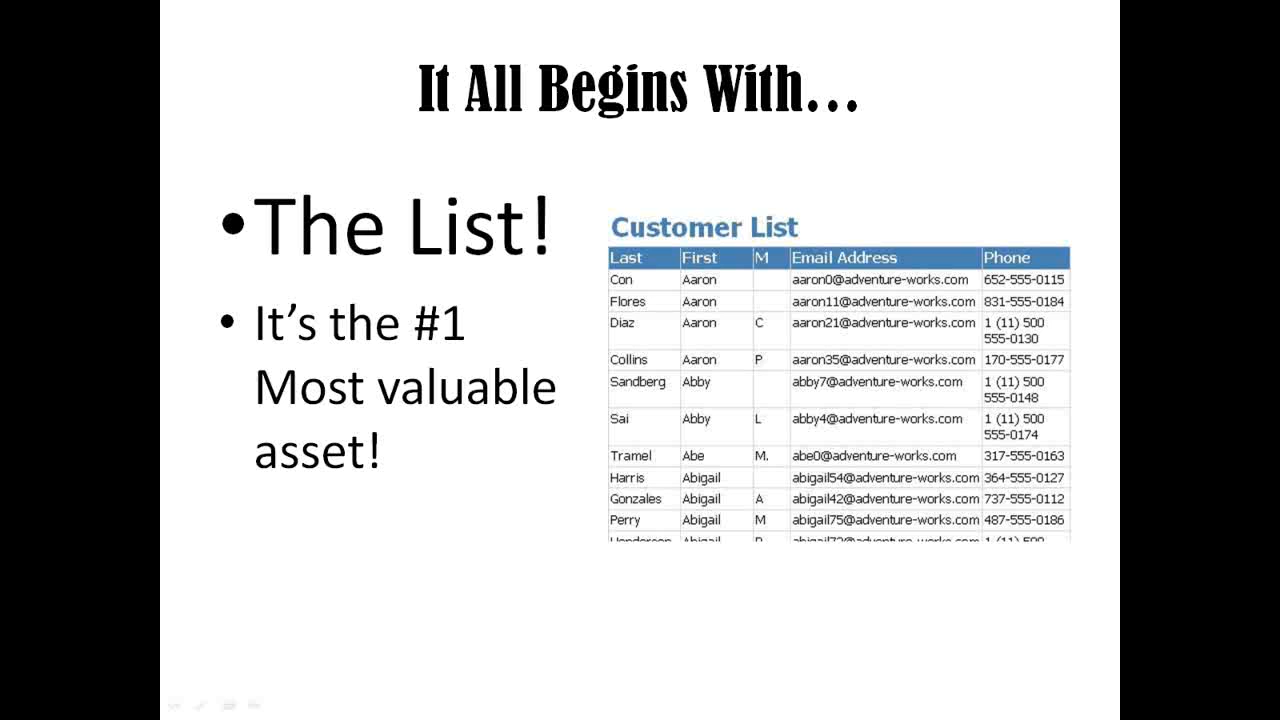 It All Begins With...
•The List!
• It’s the #1
Most valuable
asset!
Customer List
Last First M Email Address Phone
Con Aaron aaron0@adventure-works.com 652-555-0115
Flores Aaron aaron11@adventure-works.com 831-555-0184
Diaz Aaron C aaron21@adventure-works.com 1 (11) 500
555-0130
Collins Aaron P aaron35@adventure-works.com 170-555-0177
Sandberg Abby abby7@adventure-works.com 1 (11) 500
555-0148
Sai Abby L abby4@adventure-works.com 1 (11) 500
555-0174
Tramel Abe M. abe0@adventure-works.com 317-555-0163
Harris Abigail abigail54@adventure-works.com 364-555-0127
Gonzales Abigail A abigail42@adventure-works.com 737-555-0112
Perry Abigail M abigail75@adventure-works.com 487-555-0186